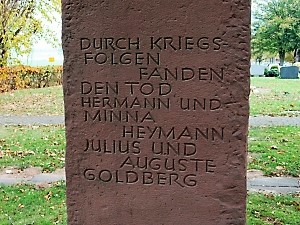 DURCH KRIEGS-
FOLGEN
FANDEN
DEN TOD
HERMANN UND
MINNA
HEYMANN
JULIUS UND
AUGUSTE
GOLDBERG